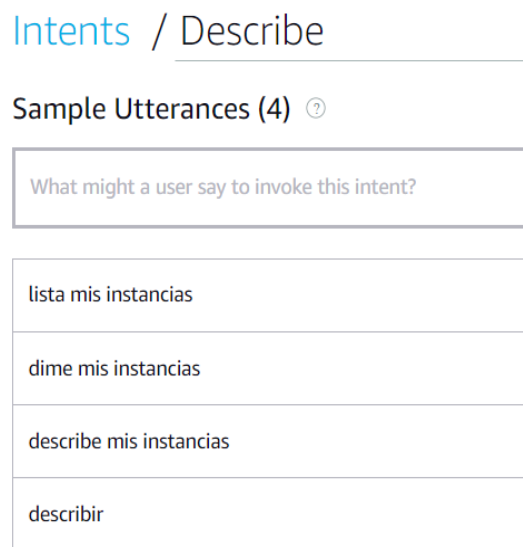 Intents / Describe
Sample Utterances (4) ?
What might a user say to invoke this intent?
lista mis instancias
dime mis instancias
describe mis instancias
describir